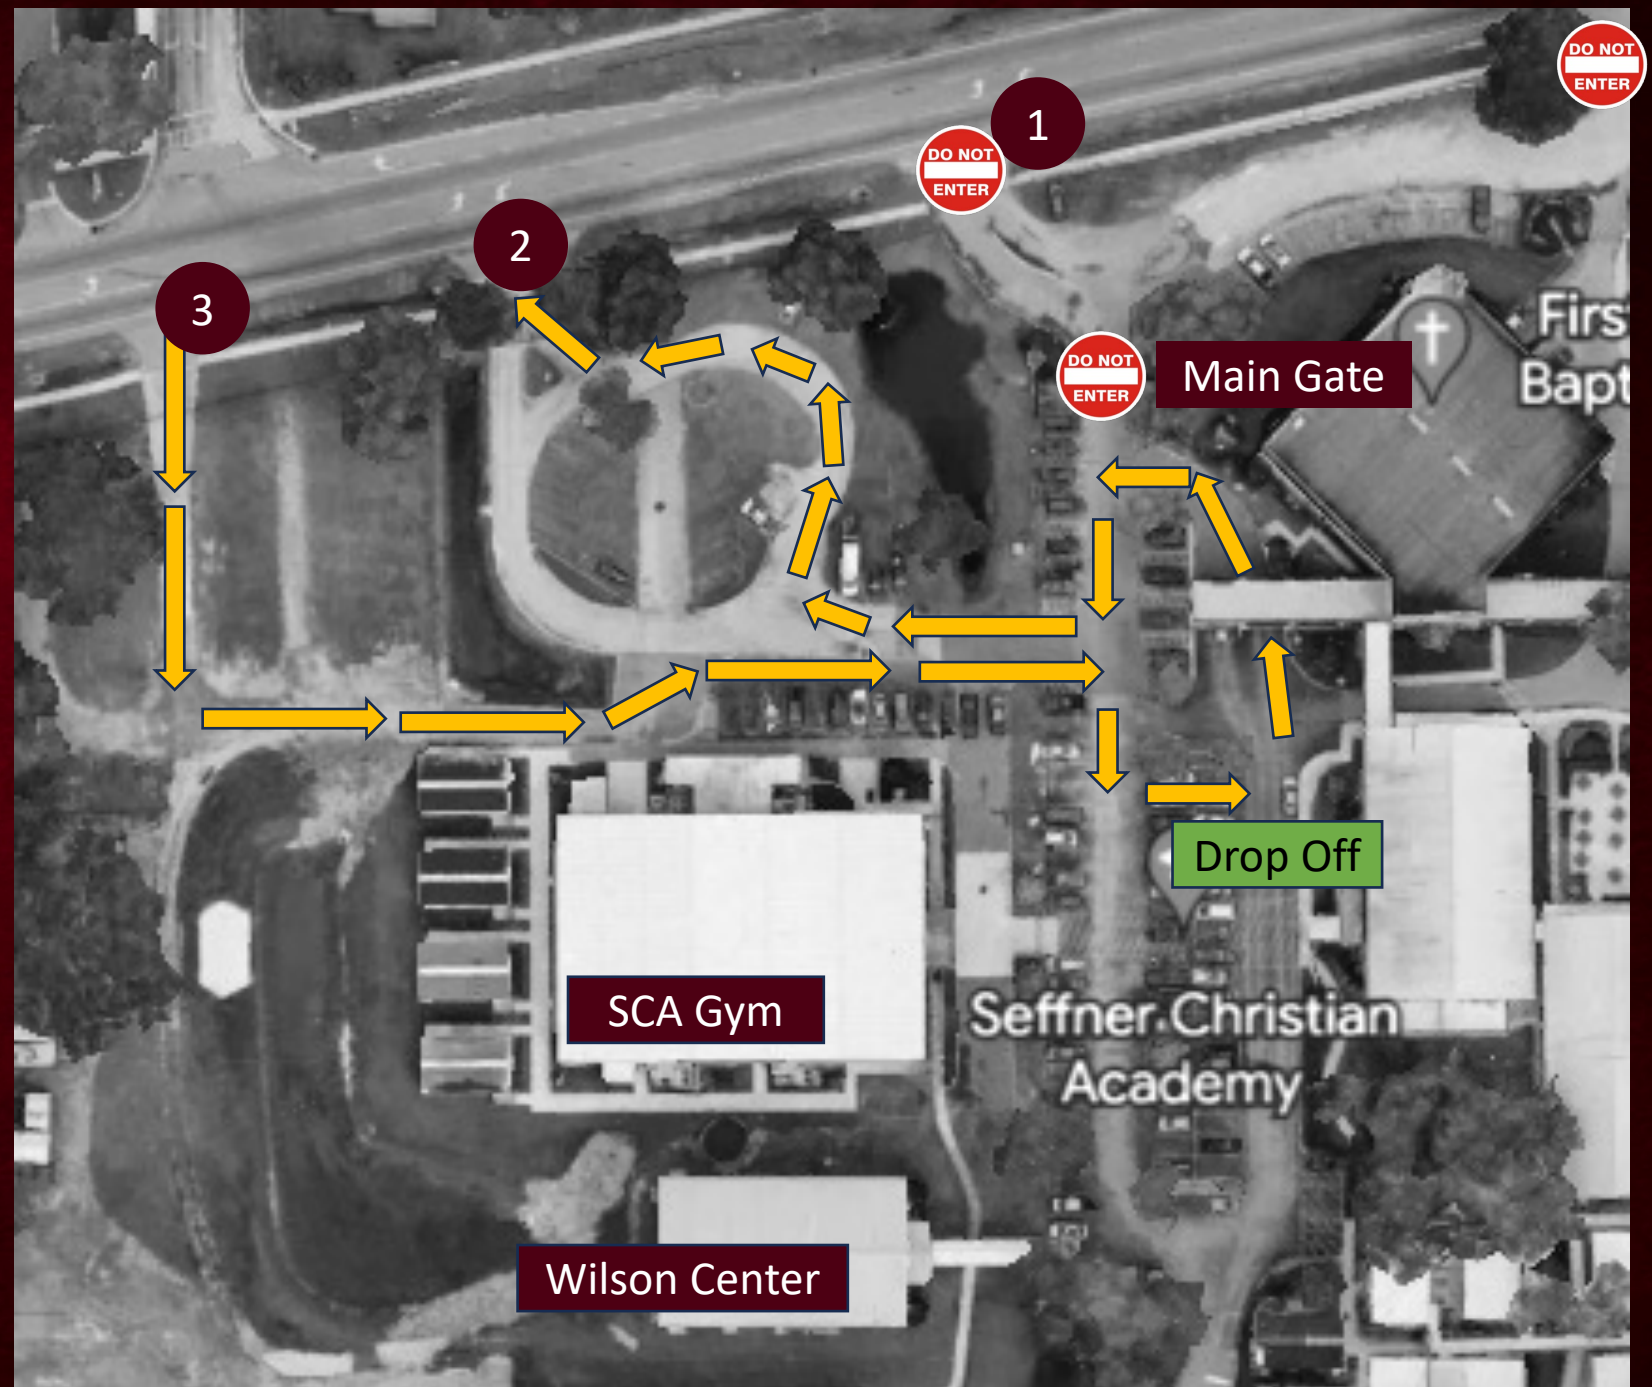 DO NOT
ENTER
1
DO NOT
ENTER
2
3
DO NOT
ENTER
Main Gate
Firs
Bapt
Drop Off
SCA Gym
Seffner Christian
Academy
Wilson Center